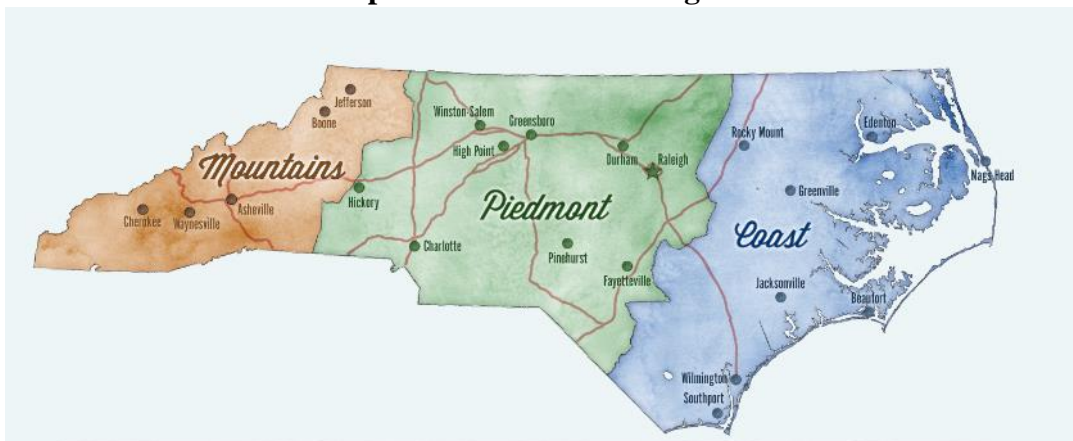 Jefferson
Boone
Mountains
Cherokee
Waynesville
Asheville
Winston-Salem
Greensboro
High Point
Durham
Raleigh
Hickory
Piedmont
Charlotte
Pinehurst
Fayetteville
Rocky Mount
Edenton
Nags Head
Greenville
Coast
Jacksonville
Beaufort
Wilmington
Southport